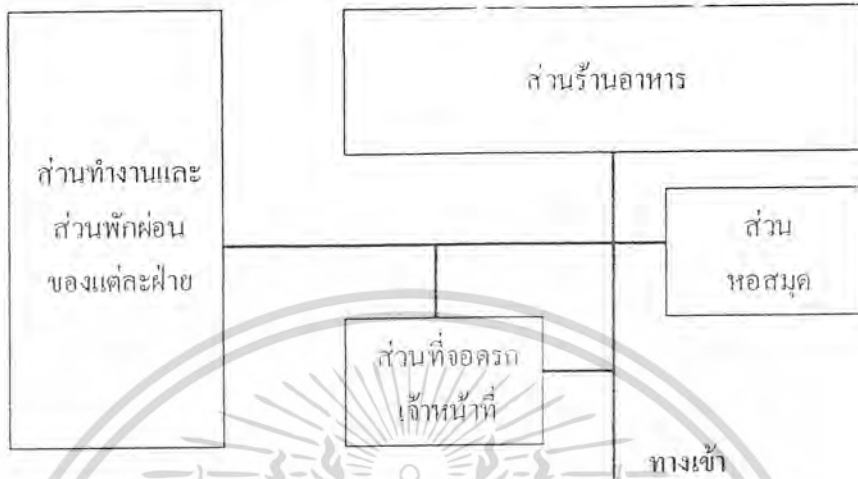 ส่วนร้านอาหาร
ส่วนทำงานและ
ส่วนพักผ่อน
ของแต่ละฝ่าย
ส่วน
หอสมุด
ส่วนที่จอดรถ
เจ้าหน้าที่
ทางเข้า